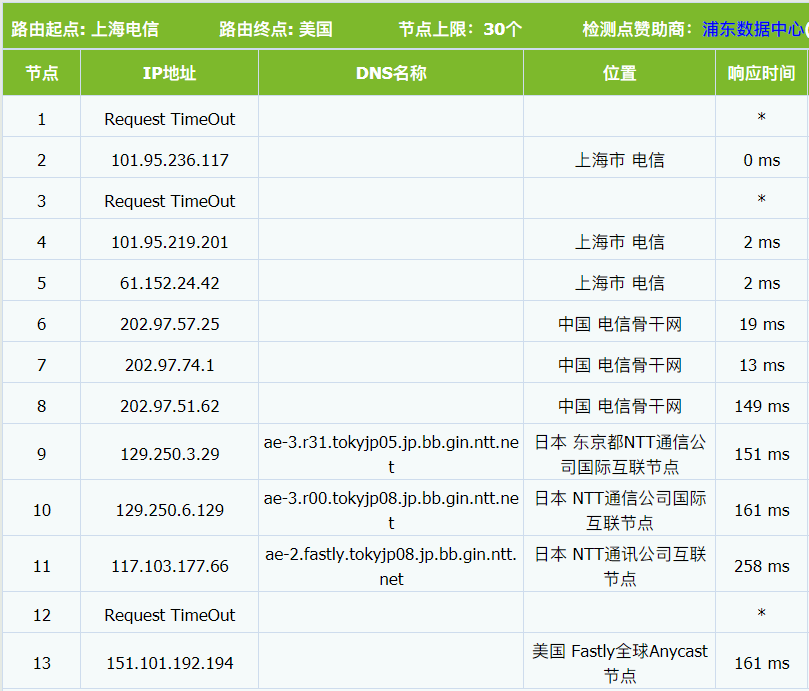 路由起点: 上海电信 路由终点: 美国 节点上限：30个 检测点赞助商：浦东数据中心(
节点 IP地址 DNS名称 位置 响应时间
1 Request TimeOut *
2 101.95.236.117 上海市 电信 0 ms
3 Request TimeOut *
4 101.95.219.201 上海市 电信 2 ms
5 61.152.24.42 上海市 电信 2 ms
6 202.97.57.25 中国 电信骨干网 19 ms
7 202.97.74.1 中国 电信骨干网 13 ms
8 202.97.51.62 中国 电信骨干网 149 ms
9 129.250.3.29 ae-3.r31.tokyjp05.jp.bb.gin.ntt.ne
t 日本 东京都NTT通信公
司国际互联节点 151 ms
10 129.250.6.129 ae-3.r00.tokyjp08.jp.bb.gin.ntt.ne
t 日本 NTT通信公司国际
互联节点 161 ms
11 117.103.177.66 ae-2.fastly.tokyjp08.jp.bb.gin.ntt.
net 日本 NTT通讯公司互联
节点 258 ms
12 Request TimeOut *
13 151.101.192.194 美国 Fastly全球Anycast
节点 161 ms